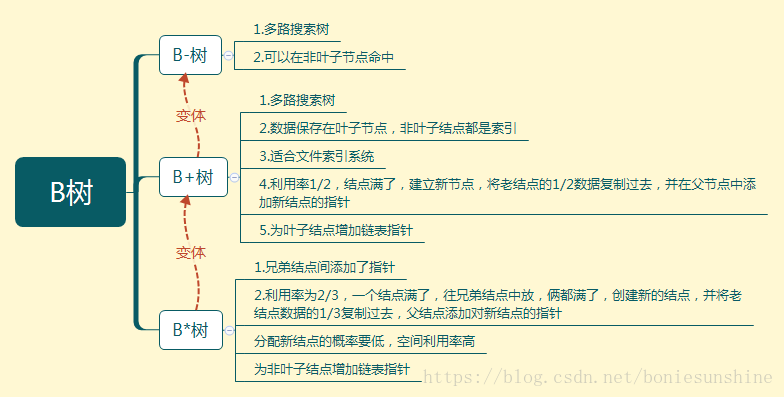 B树
B-树
1.多路搜索树
2.可以在非叶子节点命中
变体
B+树
1.多路搜索树
2.数据保存在叶子节点，非叶子结点都是索引
3.适合文件索引系统
4.利用率1/2，结点满了，建立新节点，将老结点的1/2数据复制过去，并在父节点中添
加新结点的指针
5.为叶子结点增加链表指针
变体
B*树
1.兄弟结点间添加了指针
2.利用率为2/3，一个结点满了，往兄弟结点中放，俩都满了，创建新的结点，并将老
结点数据的1/3复制过去，父结点添加对新结点的指针
分配新结点的概率要低，空间利用率高
为非叶子结点增加链表指针
https://blog.csdn.net/boniesunshine